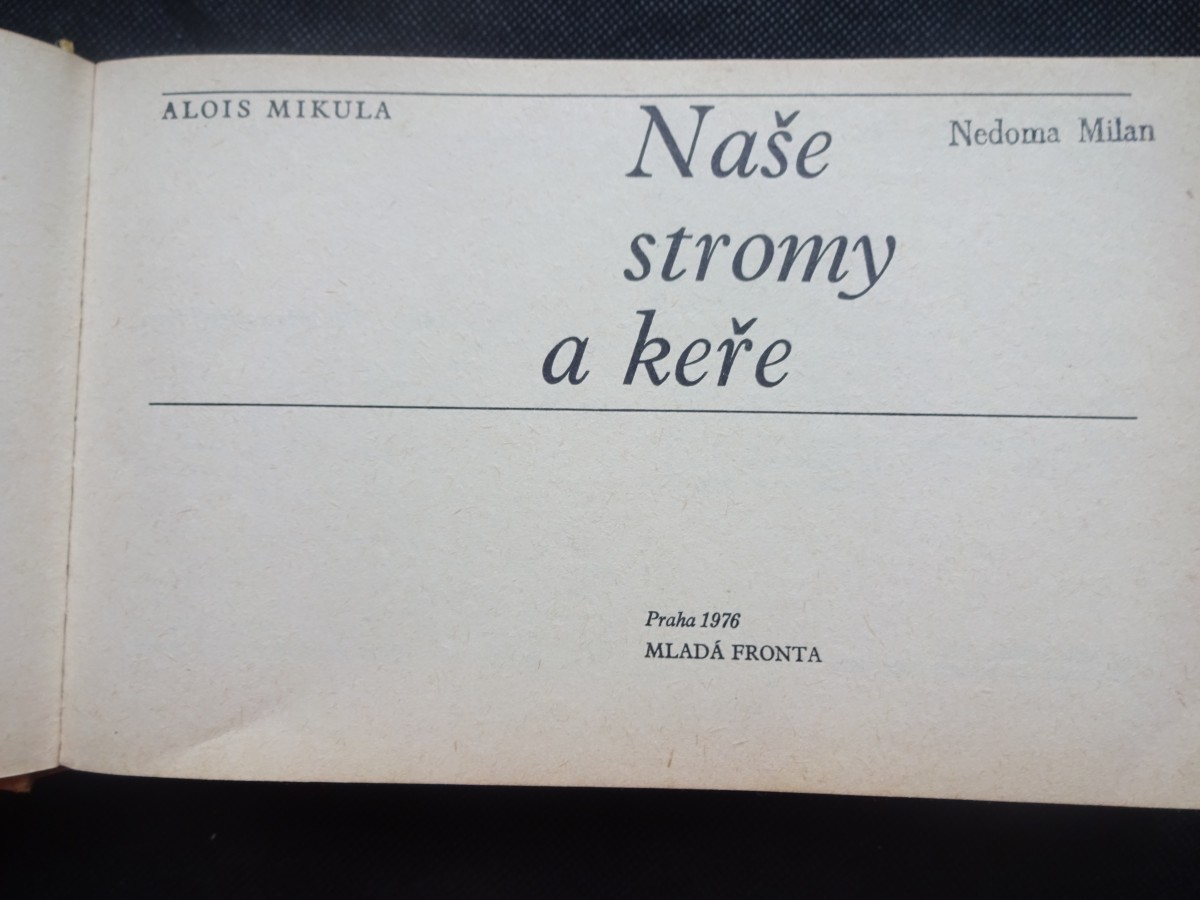 ALOIS MIKULA
Naše
stromy
a keře
Nedoma Milan
Praha 1976
MLADÁ FRONTA